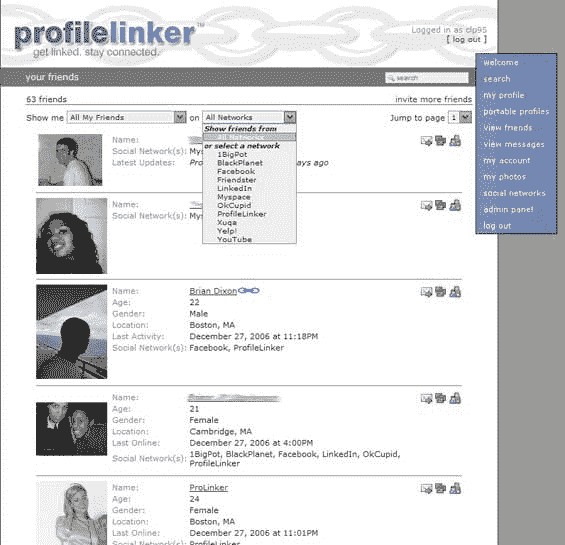 profilelinker™
get linked. stay connected.
Logged in as clp95
[ log out ]
your friends
search
welcome
search
my profile
portable profiles
view friends
view messages
my account
my photos
social networks
admin panel
log out
63 friends
invite more friends
Show me All My Friends on All Networks
Jump to page 1
Show friends from
All Networks
or select a network
1BigPot
BlackPlanet
Facebook
Friendster
LinkedIn
Myspace
OkCupid
ProfileLinker
Xuqa
Yelp!
YouTube
Name:
Social Network(s): Mys
Latest Updates: Pro ys ago
Name:
Social Network(s): Mys
Name: Brian Dixon
Age: 22
Gender: Male
Location: Boston, MA
Last Activity: December 27, 2006 at 11:18PM
Social Network(s): Facebook, ProfileLinker
Name:
Age: 21
Gender: Female
Location: Cambridge, MA
Last Online: December 27, 2006 at 4:00PM
Social Network(s): 1BigPot, BlackPlanet, Facebook, LinkedIn, OkCupid,
ProfileLinker
Name: ProLinker
Age: 24
Gender: Female
Location: Boston, MA
Last Online: December 27, 2006 at 11:01PM
Social Network(s): ProfileLinker